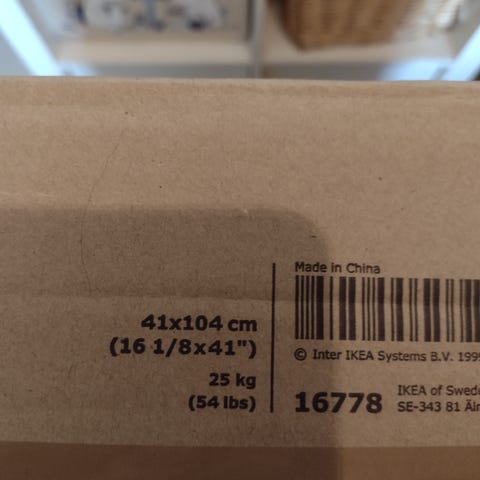 41x104 cm
(16 1/8x41")
25 kg
(54 lbs)
Made in China
© Inter IKEA Systems B.V. 1999
16778
IKEA of
SE-343 81